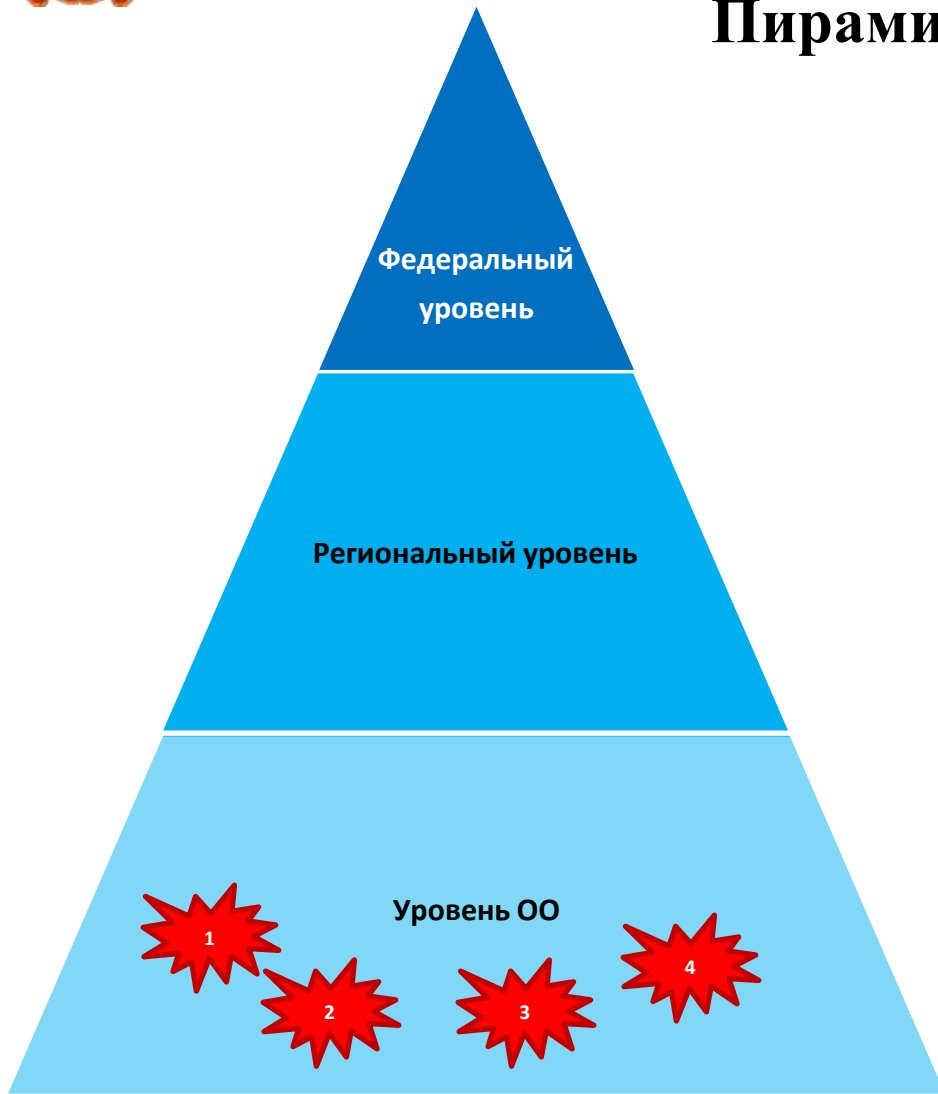 Пирами
Федеральный
уровень
Региональный уровень
Уровень ОО
1
2
3
4